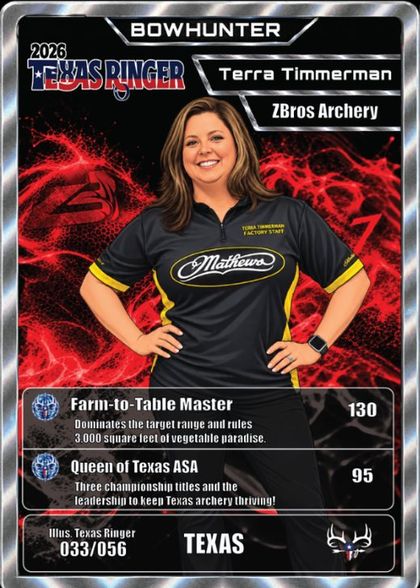 BOWHUNTER
2026
TEXAS RINGER
Terra Timmerman
ZBros Archery
TERRA TIMMERMAN
FACTORY STAFF
Mathews
Farm-to-Table Master
130
Dominates the target range and rules
3,000 square feet of vegetable paradise.
Queen of Texas ASA
95
Three championship titles and the
leadership to keep Texas archery thriving!
Illus. Texas Ringer
033/056
TEXAS